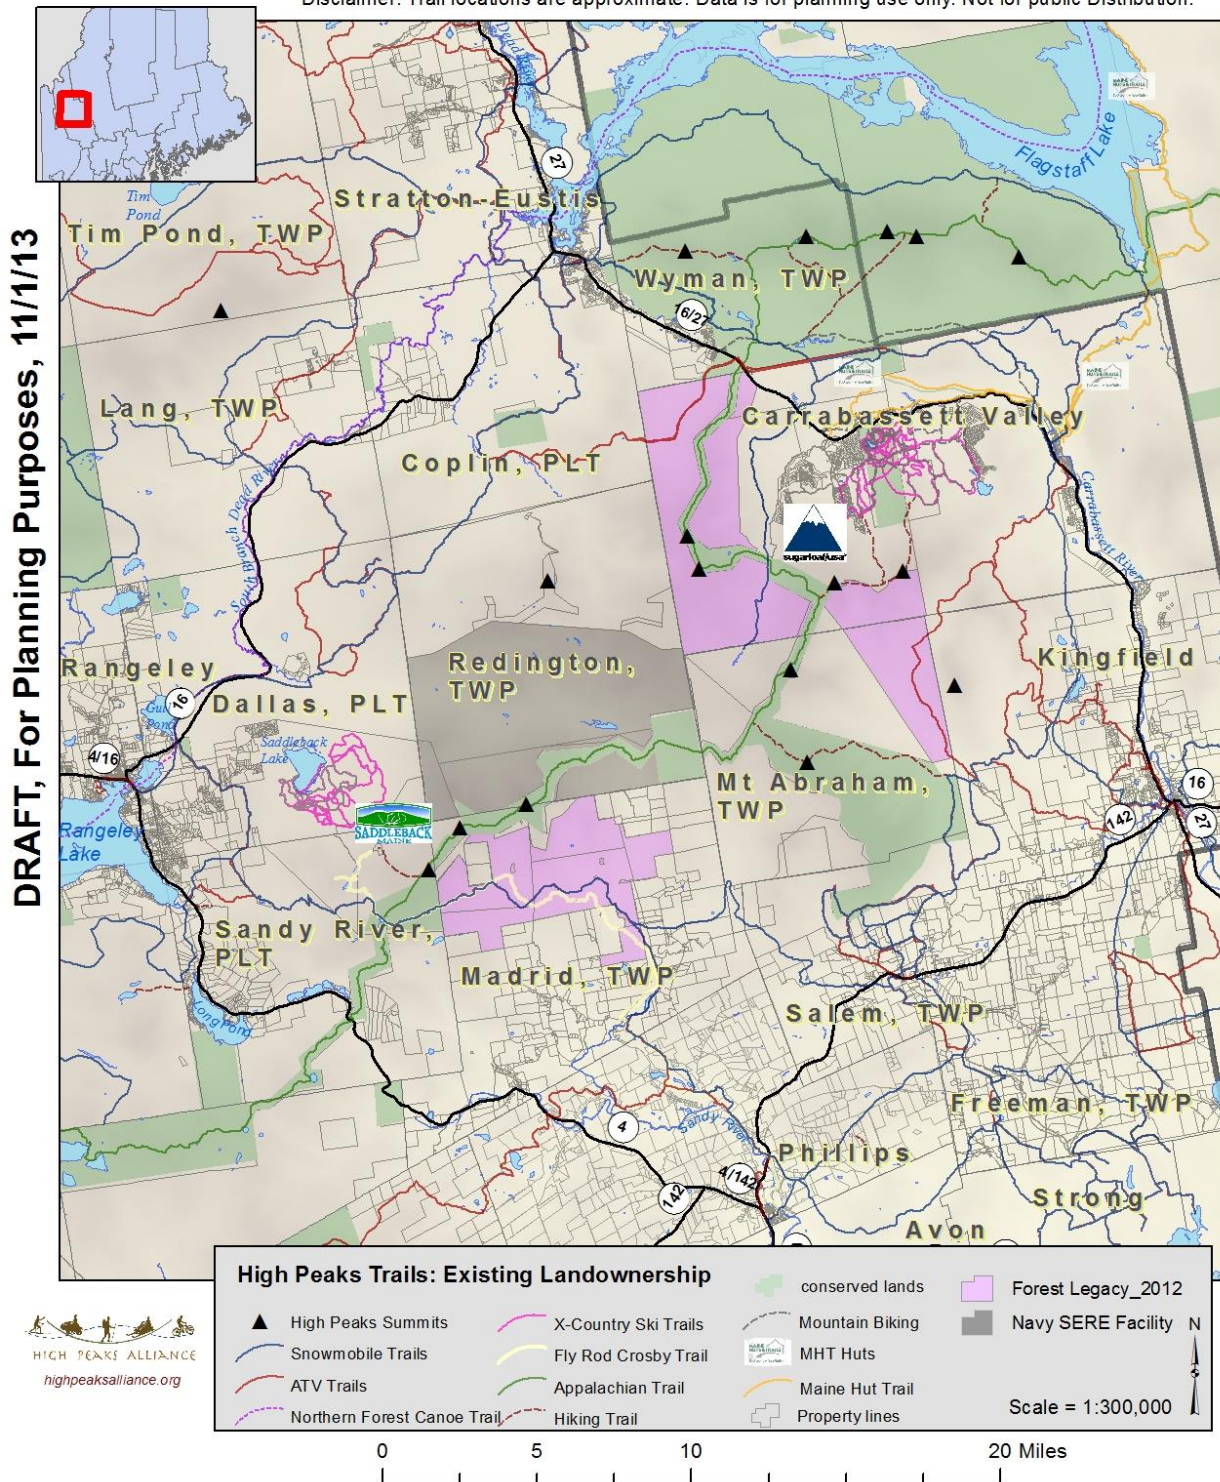 Disclaimer: Trail locations are approximate. Data is for planning use only. Not for public Distribution.
DRAFT, For Planning Purposes, 11/1/13
Dead River
27
Flagstaff Lake
Tim
Pond
Stratton-Eustis
Tim Pond, TWP
Wyman, TWP
16/27
Lang, TWP
Carrabassett Valley
Coplin, PLT
South Branch Dead River
Carrabassett River
sugarloaf/usa
Rangeley
Redington,
TWP
Kingfield
16
Dallas, PLT
Gull
Pond
Saddleback
Lake
4/16
Mt Abraham,
TWP
16
142
27
SADDLEBACK
MAINE
Rangeley
Lake
Sandy River,
PLT
Madrid, TWP
Long Pond
Salem, TWP
Freeman, TWP
4
Sandy River
Phillips
4/142
142
Strong
Avon
High Peaks Trails: Existing Landownership
High Peaks Summits
Snowmobile Trails
ATV Trails
Northern Forest Canoe Trail
X-Country Ski Trails
Fly Rod Crosby Trail
Appalachian Trail
Hiking Trail
conserved lands
Mountain Biking
MHT Huts
Maine Hut Trail
Property lines
Forest Legacy_2012
Navy SERE Facility
N
Scale = 1:300,000
HIGH PEAKS ALLIANCE
highpeaksalliance.org
0 5 10 20 Miles